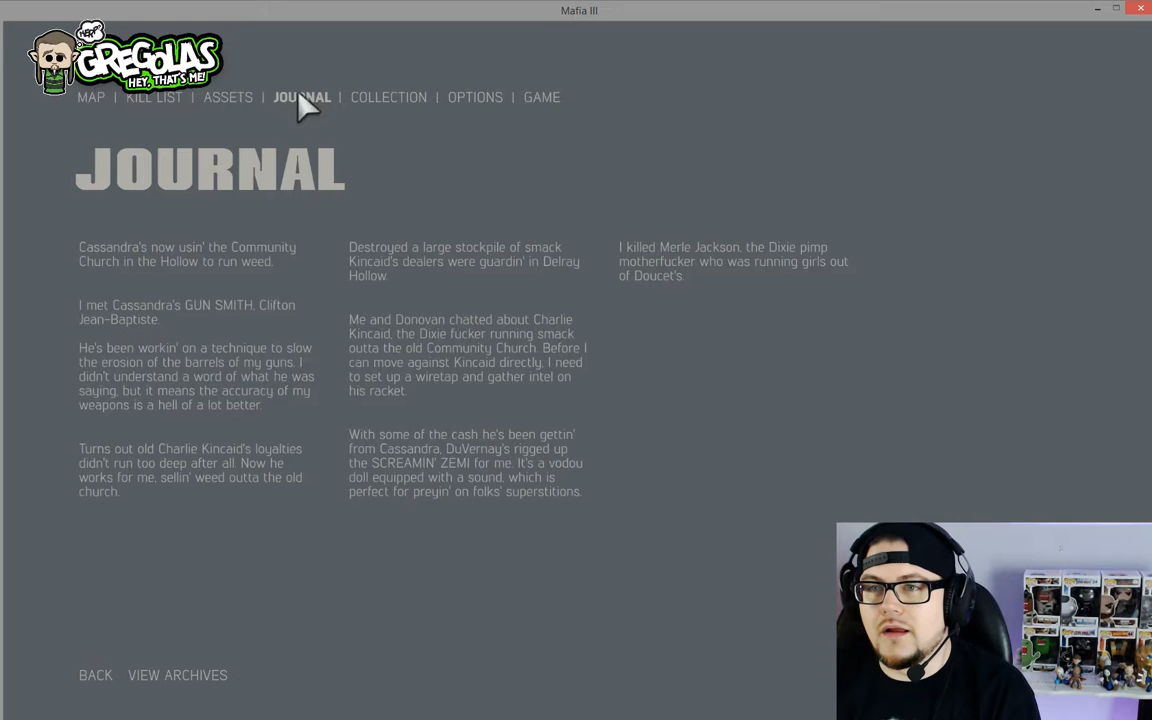 Mafia III
MERP
GREGOLAS
HEY, THAT'S ME!
MAP | KILL LIST | ASSETS | JOURNAL | COLLECTION | OPTIONS | GAME
JOURNAL
Cassandra's now usin' the Community
Church in the Hollow to run weed.
I met Cassandra's GUN SMITH, Clifton
Jean-Baptiste.
He's been workin' on a technique to slow
the erosion of the barrels of my guns. I
didn't understand a word of what he was
saying, but it means the accuracy of my
weapons is a hell of a lot better.
Turns out old Charlie Kincaid's loyalties
didn't run too deep after all. Now he
works for me, sellin' weed outta the old
church.
Destroyed a large stockpile of smack
Kincaid's dealers were guardin' in Delray
Hollow.
Me and Donovan chatted about Charlie
Kincaid, the Dixie fucker running smack
outta the old Community Church. Before I
can move against Kincaid directly, I need
to set up a wiretap and gather intel on
his racket.
With some of the cash he's been gettin'
from Cassandra, DuVernay's rigged up
the SCREAMIN' ZEMI for me. It's a vodou
doll equipped with a sound, which is
perfect for preyin' on folks' superstitions.
I killed Merle Jackson, the Dixie pimp
motherfucker who was running girls out
of Doucet's.
BACK VIEW ARCHIVES